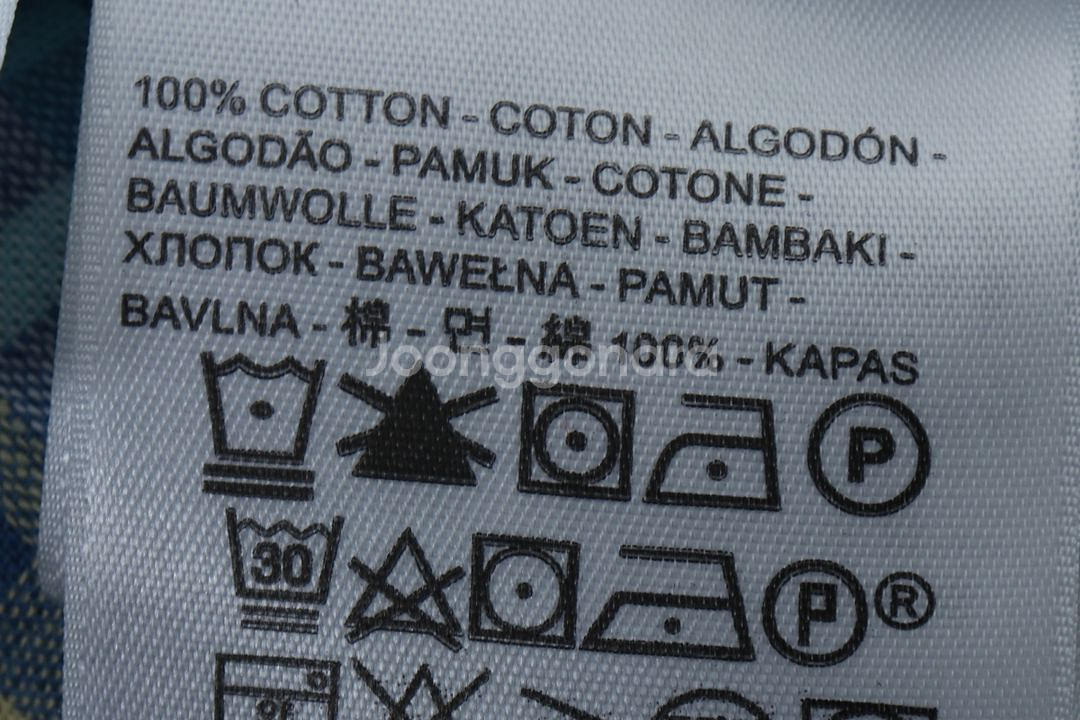 100% COTTON - COTON - ALGODÓN -
ALGODÃO - PAMUK - COTONE -
BAUMWOLLE - KATOEN - BAMBAKI -
ХЛОПОК - BAWEŁNA - PAMUT -
BAVLNA - 棉 - 면 - 綿 100% - KAPAS
Joonggonara
P
30 P ®